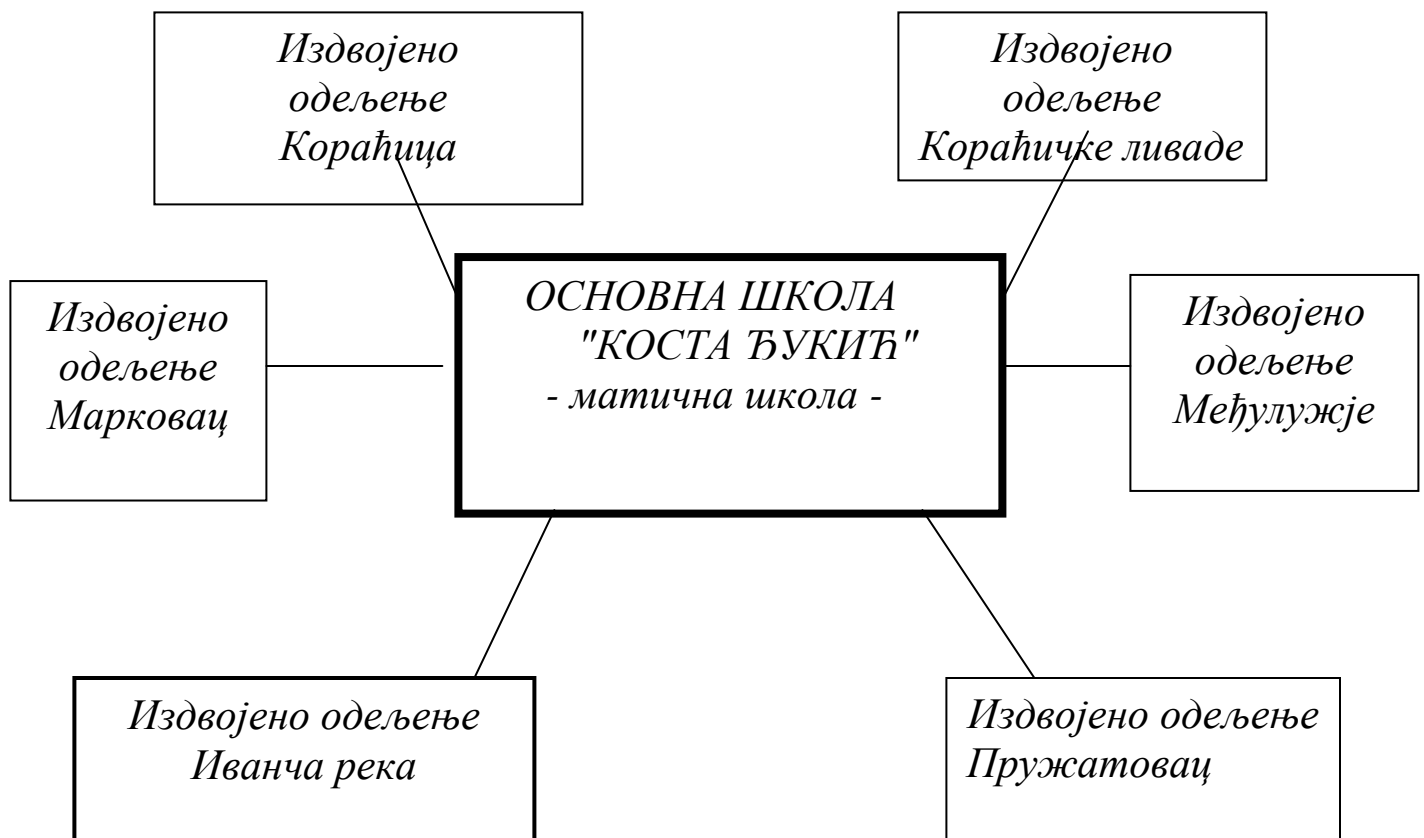 Издвојено
одељење
Кораћица
Издвојено
одељење
Кораћичке ливаде
ОСНОВНА ШКОЛА
"КОСТА ЂУКИЋ"
- матична школа -
Издвојено
одељење
Марковац
Издвојено
одељење
Међулужје
Издвојено одељење
Иванча река
Издвојено одељење
Пружатовац